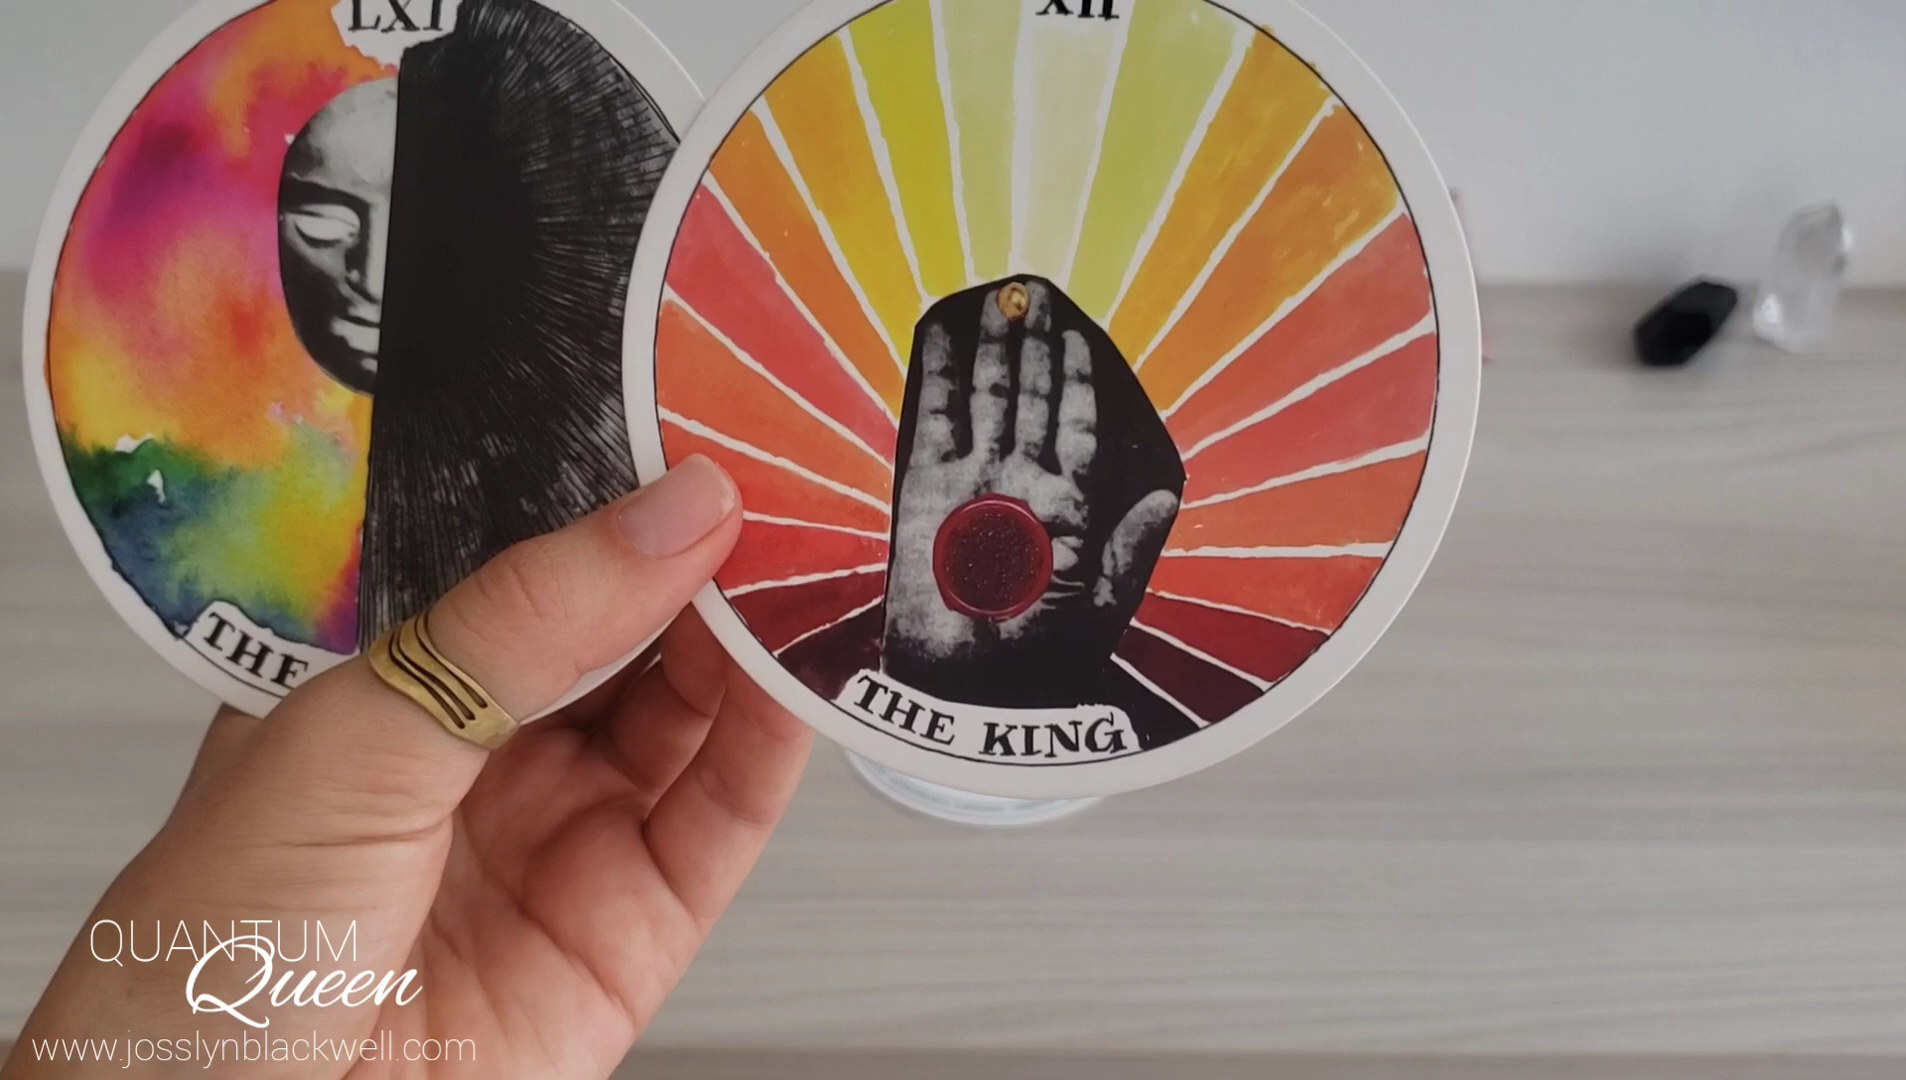 LXI
XII
THE
THE KING
QUANTUM
Queen
www.josslynblackwell.com